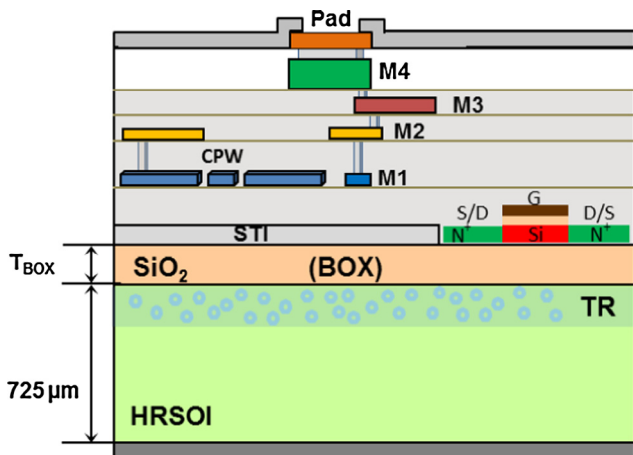 Pad
M4
M3
M2
CPW
M1
G
S/D
D/S
STI
N+
Si
N+
TBOX
SiO2
(BOX)
TR
725 µm
HRSOI